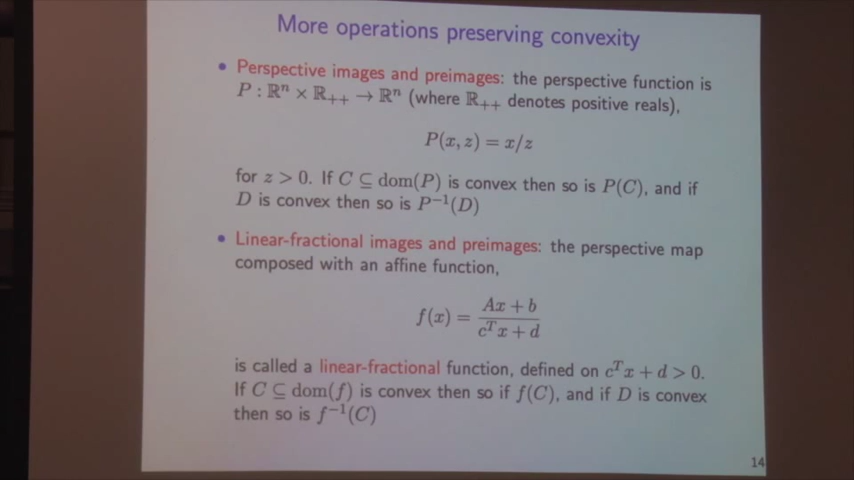 More operations preserving convexity
• Perspective images and preimages: the perspective function is
P : ℝⁿ × ℝ₊₊ → ℝⁿ (where ℝ₊₊ denotes positive reals),
P(x, z) = x/z
for z > 0. If C ⊆ dom(P) is convex then so is P(C), and if
D is convex then so is P⁻¹(D)
• Linear-fractional images and preimages: the perspective map
composed with an affine function,
f(x) = (Ax + b)/(cᵀx + d)
is called a linear-fractional function, defined on cᵀx + d > 0.
If C ⊆ dom(f) is convex then so if f(C), and if D is convex
then so is f⁻¹(C)
14